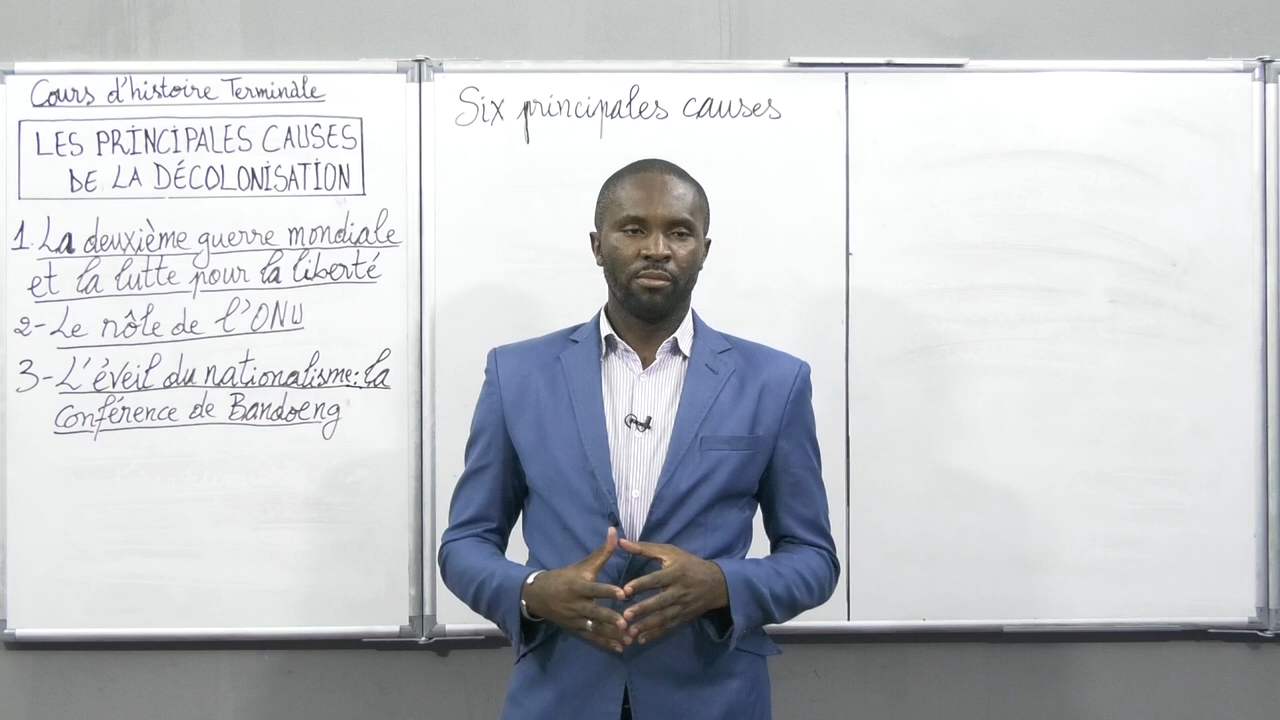 Cours d'histoire Terminale
LES PRINCIPALES CAUSES
DE LA DÉCOLONISATION
1. La deuxième guerre mondiale
et la lutte pour la liberté
2- Le rôle de l'ONU
3- L'éveil du nationalisme: la
conférence de Bandoeng
Six principales causes